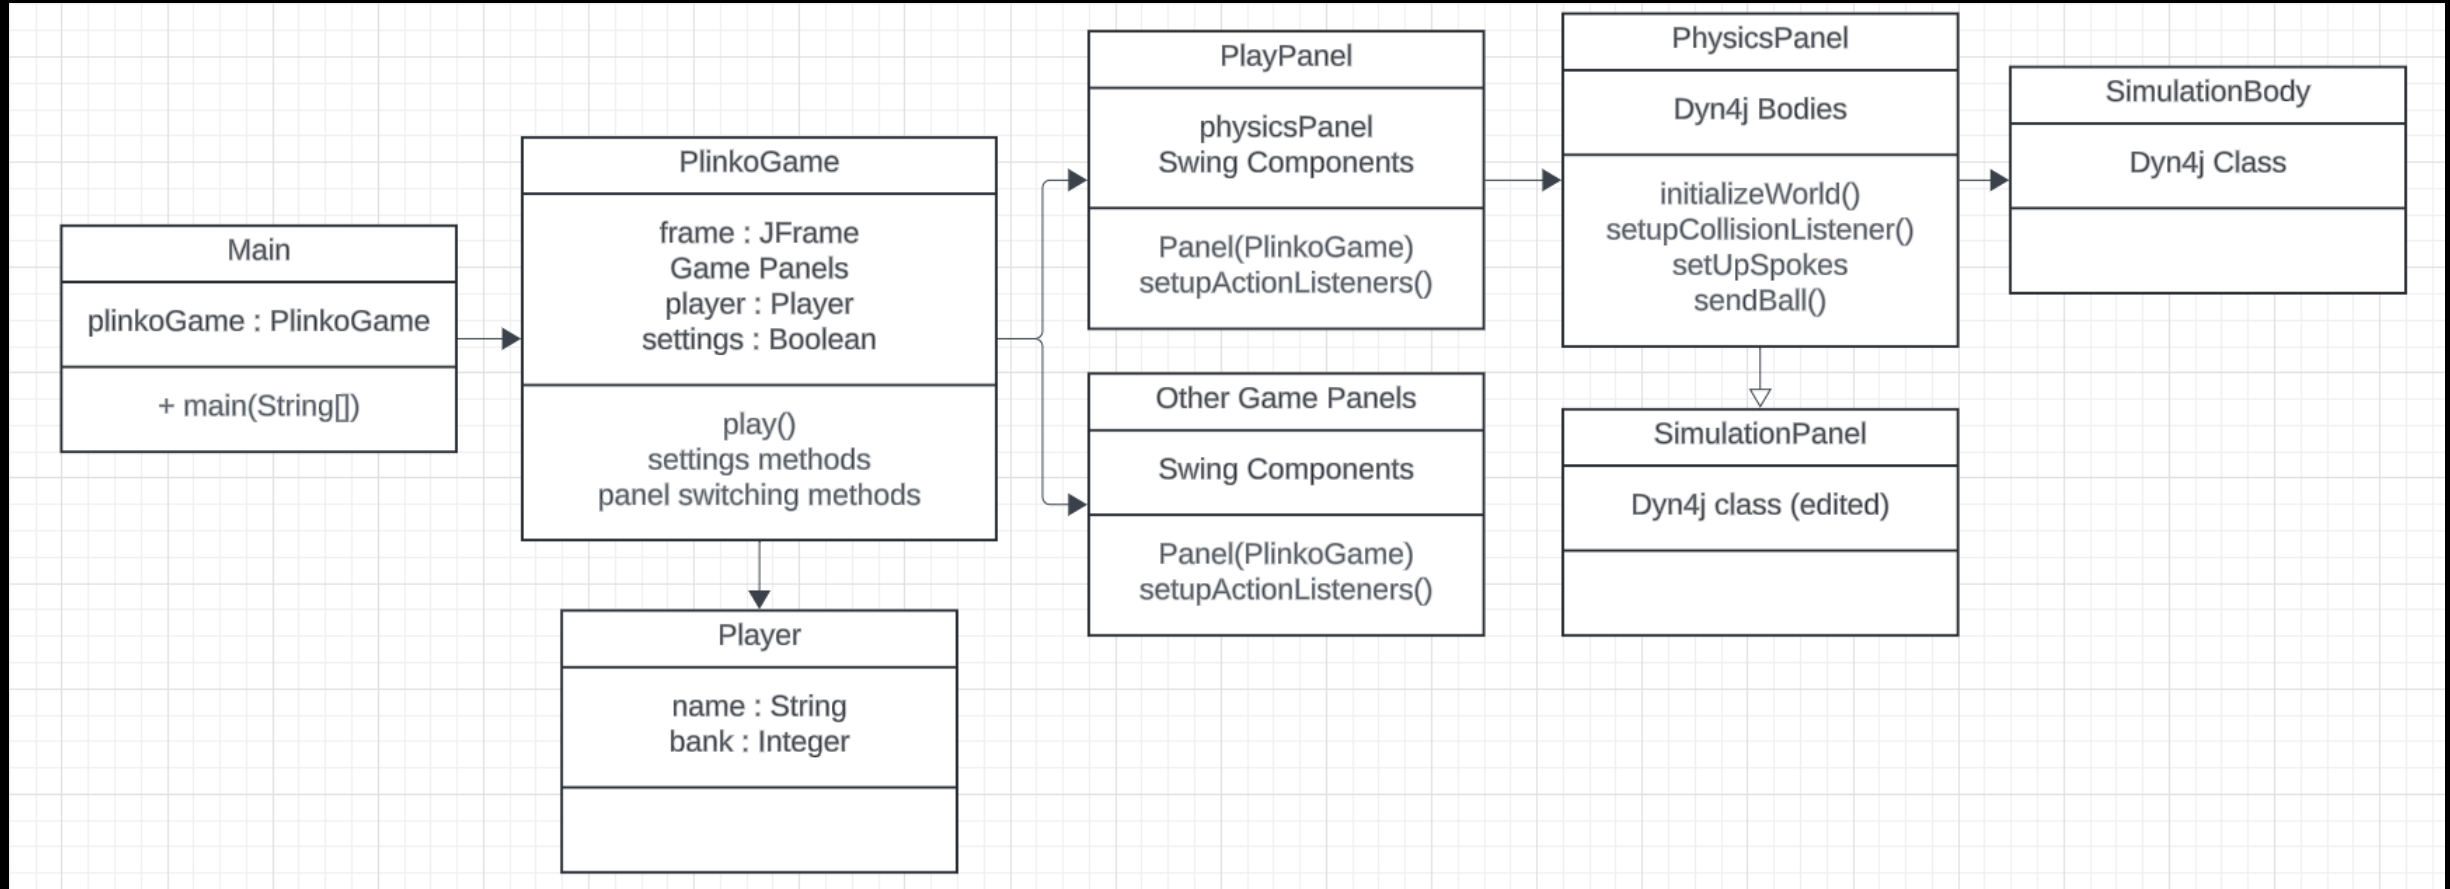 Main
plinkoGame : PlinkoGame
+ main(String[])
PlinkoGame
frame : JFrame
Game Panels
player : Player
settings : Boolean
play()
settings methods
panel switching methods
Player
name : String
bank : Integer
PlayPanel
physicsPanel
Swing Components
Panel(PlinkoGame)
setupActionListeners()
Other Game Panels
Swing Components
Panel(PlinkoGame)
setupActionListeners()
PhysicsPanel
Dyn4j Bodies
initializeWorld()
setupCollisionListener()
setUpSpokes
sendBall()
SimulationPanel
Dyn4j class (edited)
SimulationBody
Dyn4j Class